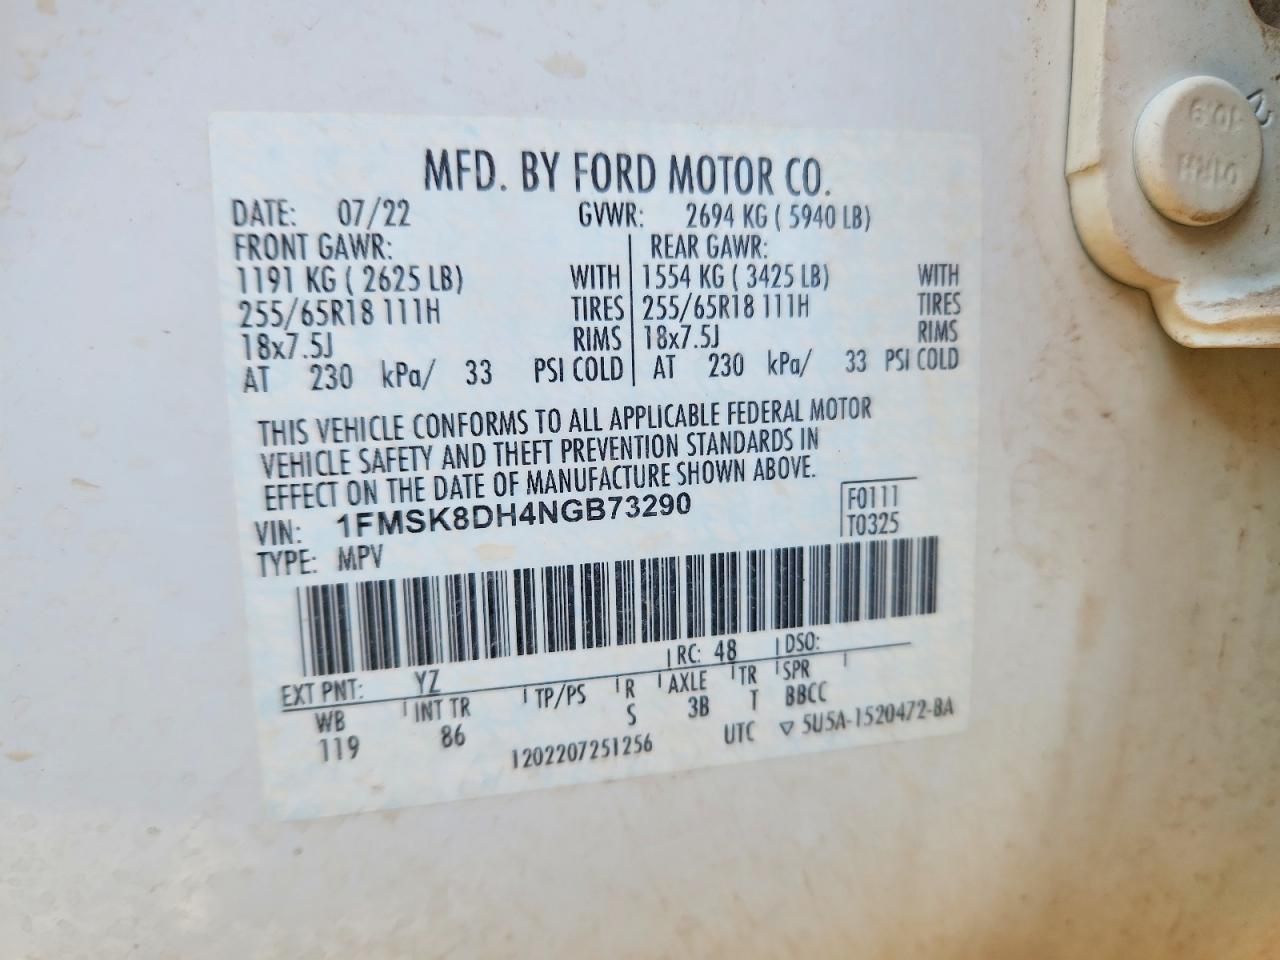 MFD. BY FORD MOTOR CO.
DATE: 07/22 GVWR: 2694 KG ( 5940 LB)
FRONT GAWR: REAR GAWR:
1191 KG ( 2625 LB) WITH 1554 KG ( 3425 LB) WITH
255/65R18 111H TIRES 255/65R18 111H TIRES
18x7.5J RIMS 18x7.5J RIMS
AT 230 kPa/ 33 PSI COLD AT 230 kPa/ 33 PSI COLD
THIS VEHICLE CONFORMS TO ALL APPLICABLE FEDERAL MOTOR
VEHICLE SAFETY AND THEFT PREVENTION STANDARDS IN
EFFECT ON THE DATE OF MANUFACTURE SHOWN ABOVE.
VIN: 1FMSK8DH4NGB73290 F0111
TYPE: MPV T0325
EXT PNT: YZ RC: 48 DSO:
WB INT TR TP/PS R AXLE TR SPR
119 86 S 3B T BBCC
1202207251256 UTC ▽ 5U5A-1520472-BA